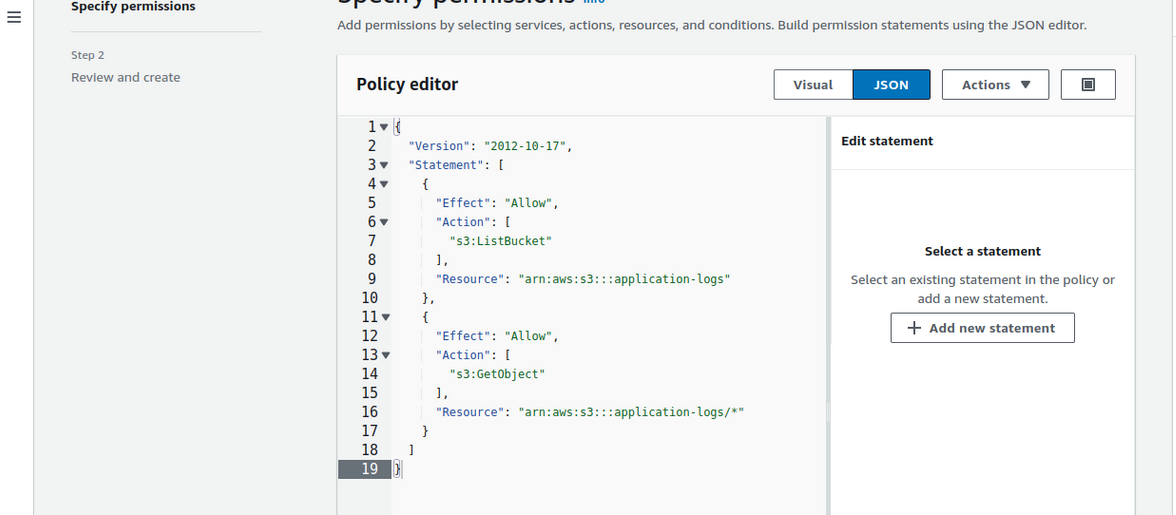 Specify permissions
Step 2
Review and create
Specify permissions Info
Add permissions by selecting services, actions, resources, and conditions. Build permission statements using the JSON editor.
Policy editor
Visual
JSON
Actions
1 {
2 "Version": "2012-10-17",
3 "Statement": [
4 {
5 "Effect": "Allow",
6 "Action": [
7 "s3:ListBucket"
8 ],
9 "Resource": "arn:aws:s3:::application-logs"
10 },
11 {
12 "Effect": "Allow",
13 "Action": [
14 "s3:GetObject"
15 ],
16 "Resource": "arn:aws:s3:::application-logs/*"
17 }
18 ]
19 }
Edit statement
Select a statement
Select an existing statement in the policy or
add a new statement.
+ Add new statement